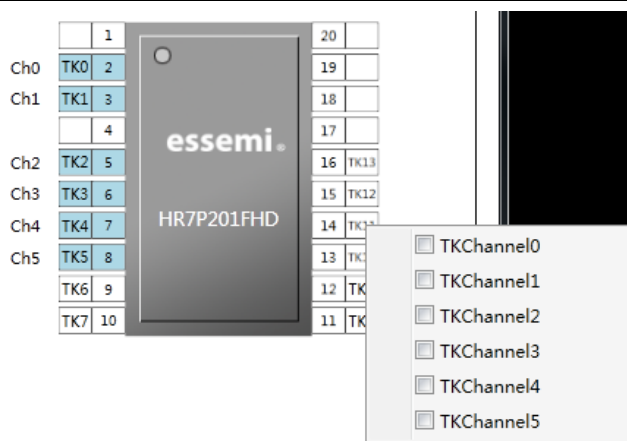 1 20
Ch0 TK0 2 19
Ch1 TK1 3 18
4 17
essemi
Ch2 TK2 5 16 TK13
Ch3 TK3 6 15 TK12
Ch4 TK4 7 HR7P201FHD 14
Ch5 TK5 8 13
TK6 9 12 TK
TK7 10 11 TK
TKChannel0
TKChannel1
TKChannel2
TKChannel3
TKChannel4
TKChannel5